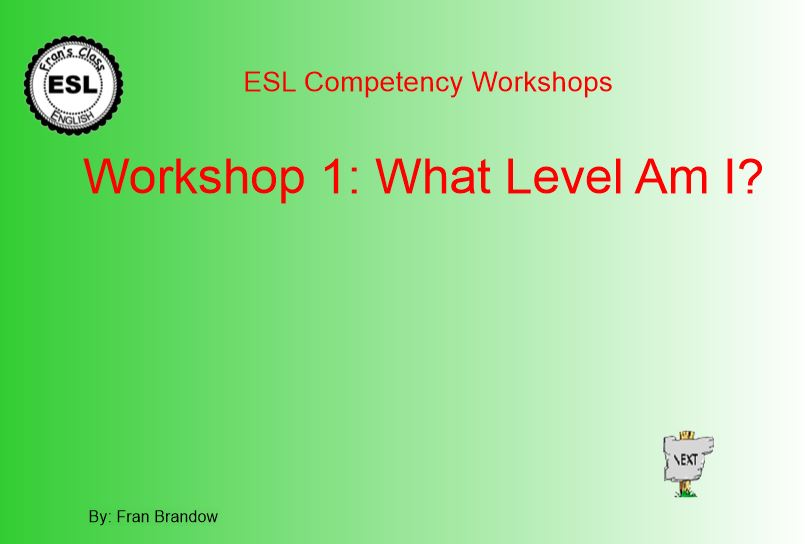 Fran's Class
ESL
ENGLISH
ESL Competency Workshops
Workshop 1: What Level Am I?
NEXT
By: Fran Brandow